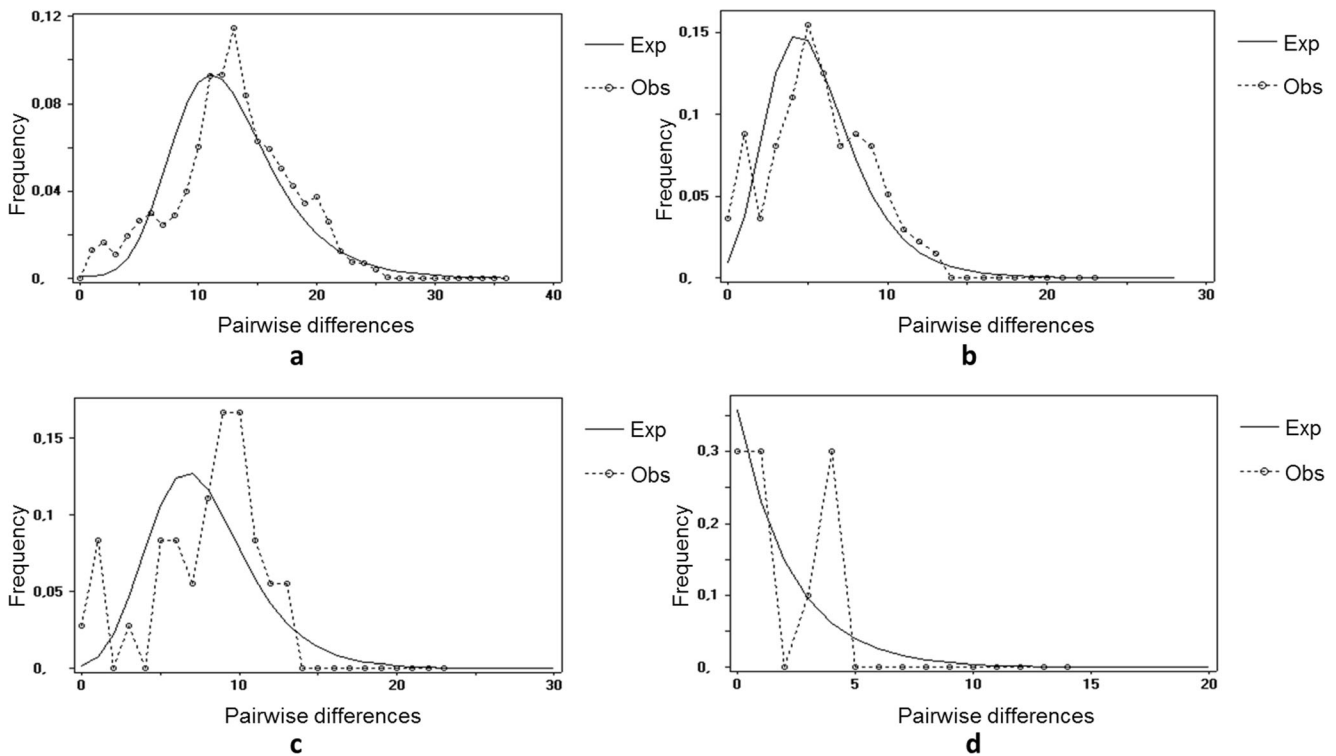 0,12
0,08
0,04
0,
Frequency
0 10 20 30 40
Pairwise differences
Exp
Obs
a
0,15
0,1
0,05
0,
Frequency
0 10 20 30
Pairwise differences
Exp
Obs
b
0,15
0,1
0,05
0,
Frequency
0 10 20 30
Pairwise differences
Exp
Obs
c
0,3
0,2
0,1
0,
Frequency
0 5 10 15 20
Pairwise differences
Exp
Obs
d